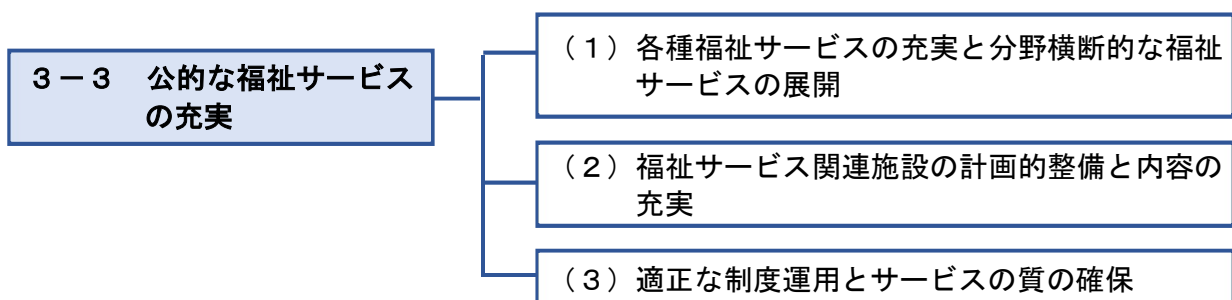 3-3 公的な福祉サービス
の充実
(1)各種福祉サービスの充実と分野横断的な福祉
サービスの展開
(2)福祉サービス関連施設の計画的整備と内容の
充実
(3)適正な制度運用とサービスの質の確保